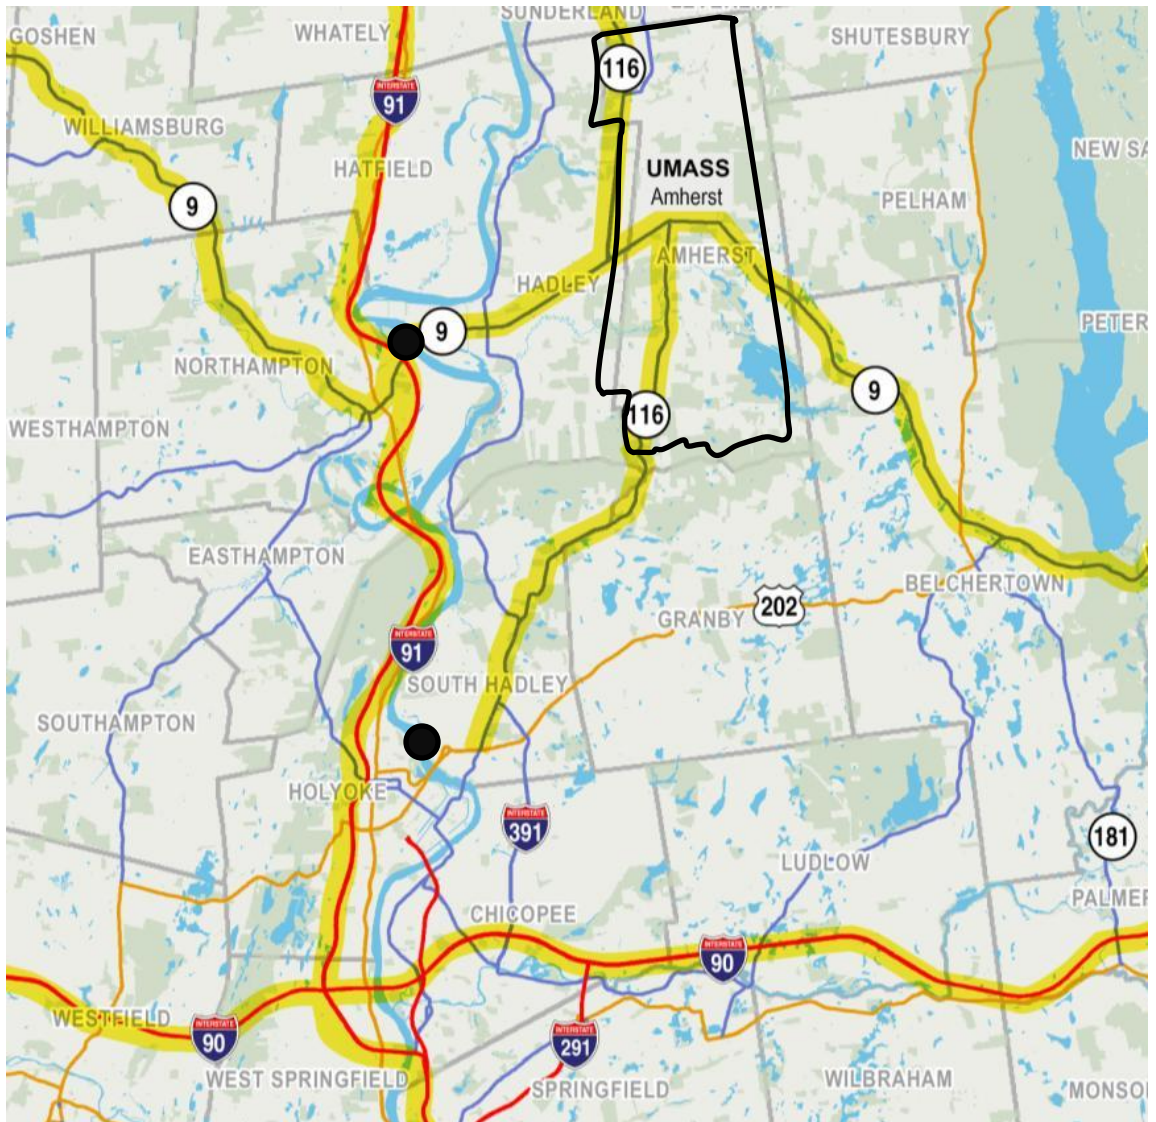 SUNDERLAND
GOSHEN
WHATELY
SHUTESBURY
116
INTERSTATE
91
WILLIAMSBURG
NEW SA
HATFIELD
UMASS
Amherst
9
PELHAM
AMHERST
HADLEY
PETER
9
NORTHAMPTON
9
116
WESTHAMPTON
EASTHAMPTON
BELCHERTOWN
202
GRANBY
INTERSTATE
91
SOUTH HADLEY
SOUTHAMPTON
HOLYOKE
INTERSTATE
391
181
LUDLOW
PALMER
CHICOPEE
INTERSTATE
90
WESTFIELD
INTERSTATE
90
INTERSTATE
291
WEST SPRINGFIELD
SPRINGFIELD
WILBRAHAM
MONSO